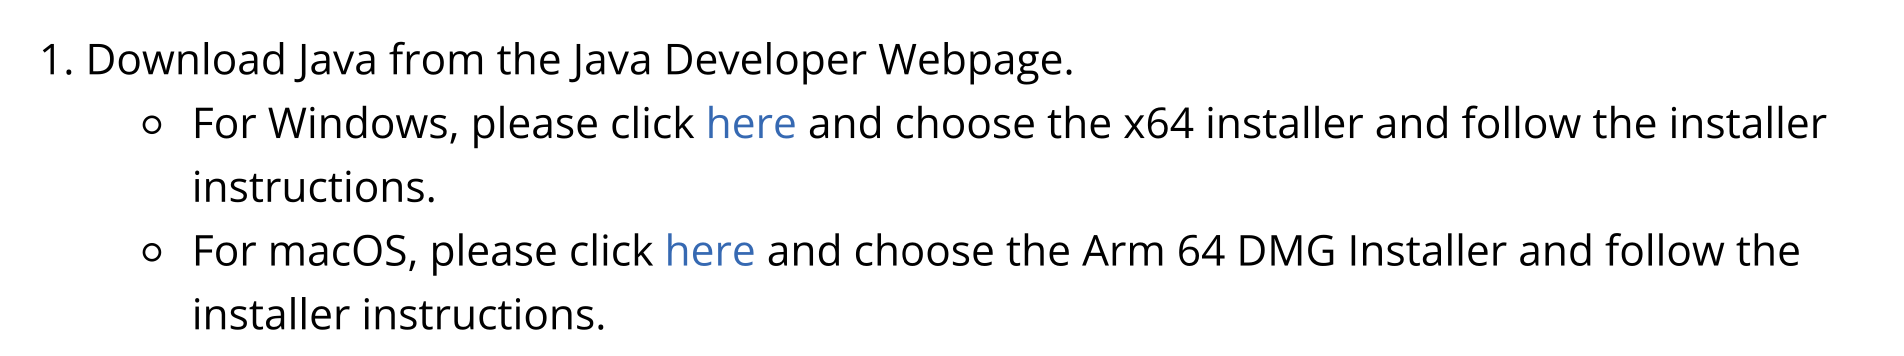 1. Download Java from the Java Developer Webpage.
○ For Windows, please click here and choose the x64 installer and follow the installer
instructions.
○ For macOS, please click here and choose the Arm 64 DMG Installer and follow the
installer instructions.